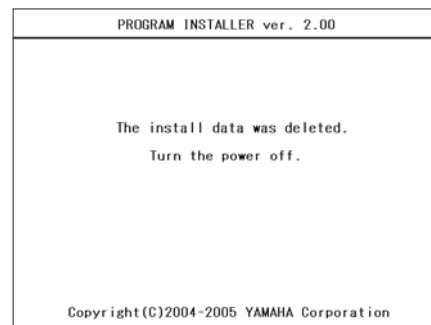 PROGRAM INSTALLER ver. 2.00
The install data was deleted.
Turn the power off.
Copyright(C)2004-2005 YAMAHA Corporation